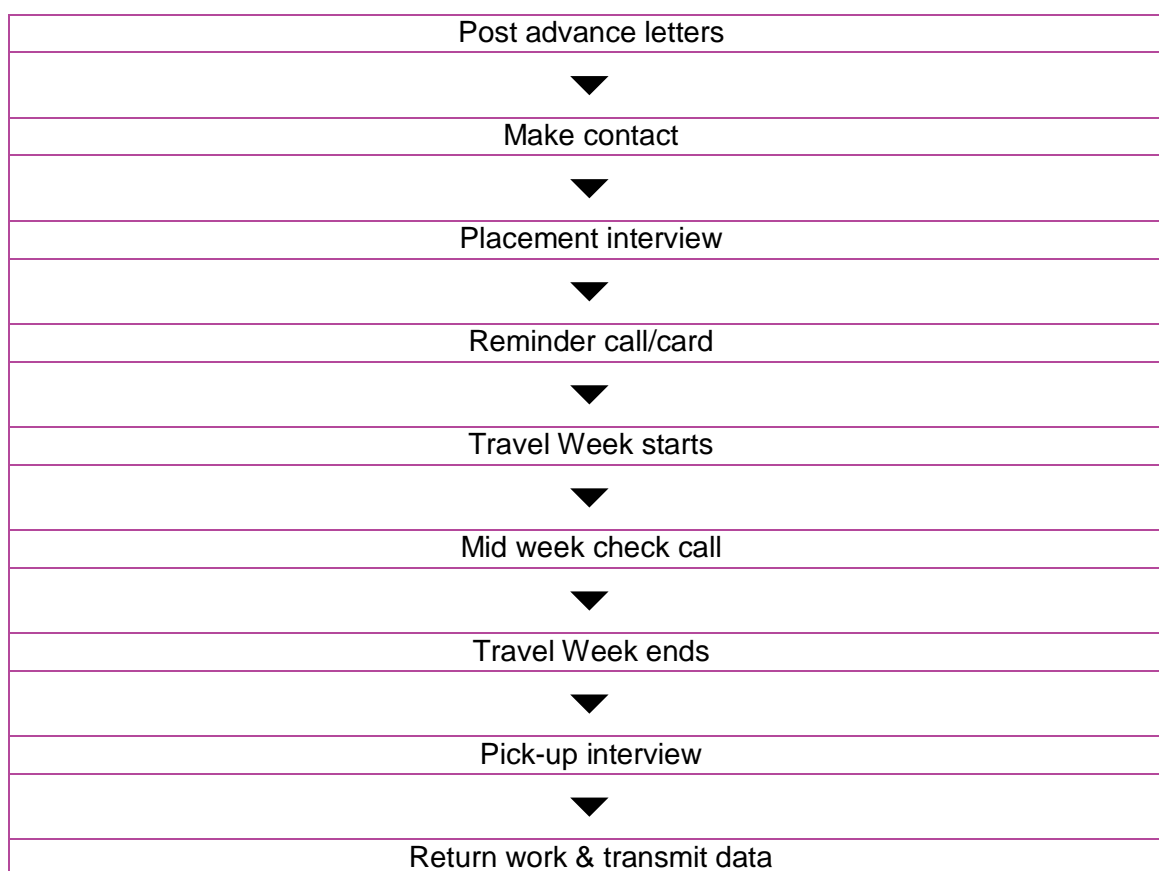 Post advance letters
Make contact
Placement interview
Reminder call/card
Travel Week starts
Mid week check call
Travel Week ends
Pick-up interview
Return work & transmit data